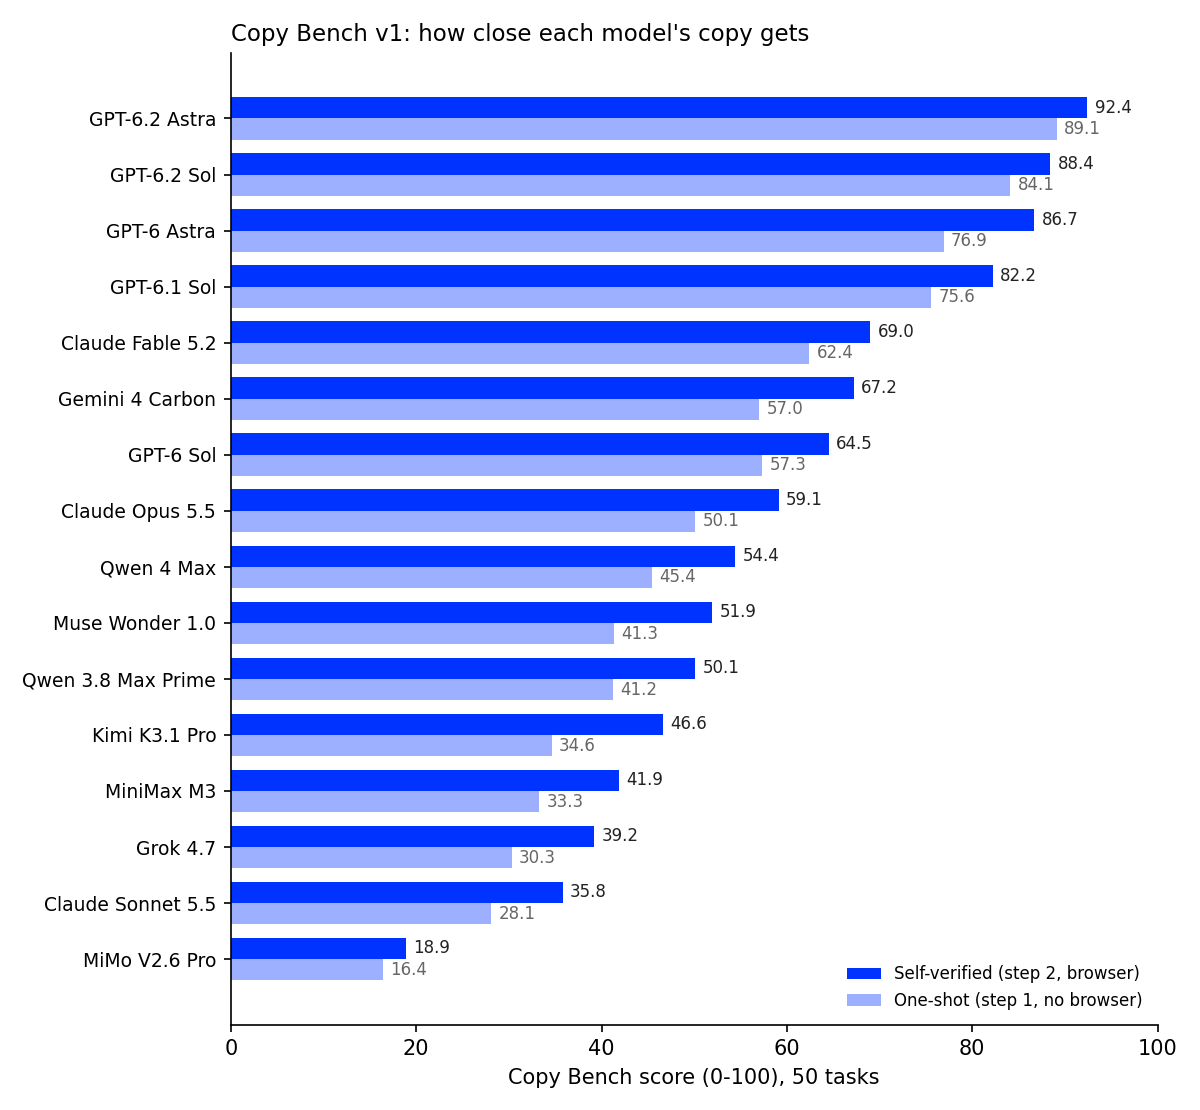 Copy Bench v1: how close each model's copy gets
GPT-6.2 Astra
92.4
89.1
GPT-6.2 Sol
88.4
84.1
GPT-6 Astra
86.7
76.9
GPT-6.1 Sol
82.2
75.6
Claude Fable 5.2
69.0
62.4
Gemini 4 Carbon
67.2
57.0
GPT-6 Sol
64.5
57.3
Claude Opus 5.5
59.1
50.1
Qwen 4 Max
54.4
45.4
Muse Wonder 1.0
51.9
41.3
Qwen 3.8 Max Prime
50.1
41.2
Kimi K3.1 Pro
46.6
34.6
MiniMax M3
41.9
33.3
Grok 4.7
39.2
30.3
Claude Sonnet 5.5
35.8
28.1
MiMo V2.6 Pro
18.9
16.4
Self-verified (step 2, browser)
One-shot (step 1, no browser)
0 20 40 60 80 100
Copy Bench score (0-100), 50 tasks